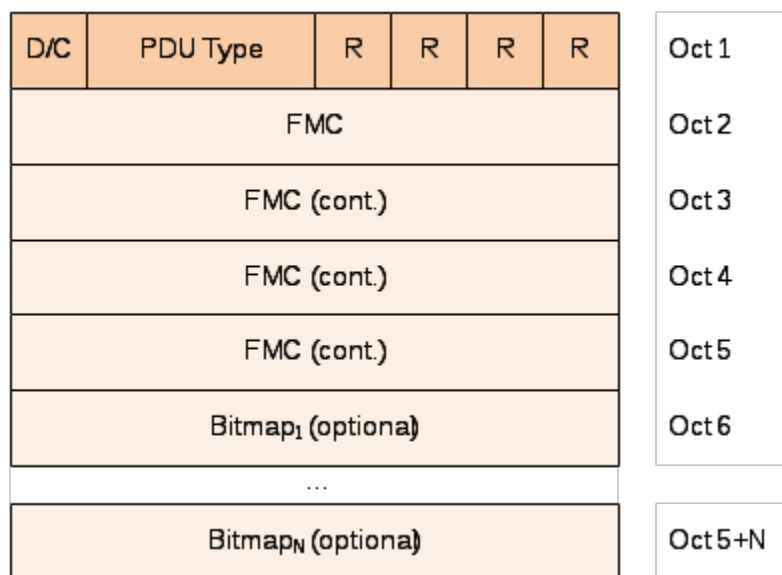 D/C PDU Type R R R R Oct 1
FMC Oct 2
FMC (cont.) Oct 3
FMC (cont.) Oct 4
FMC (cont.) Oct 5
Bitmap₁ (optional) Oct 6
...
Bitmap_N (optional) Oct 5+N